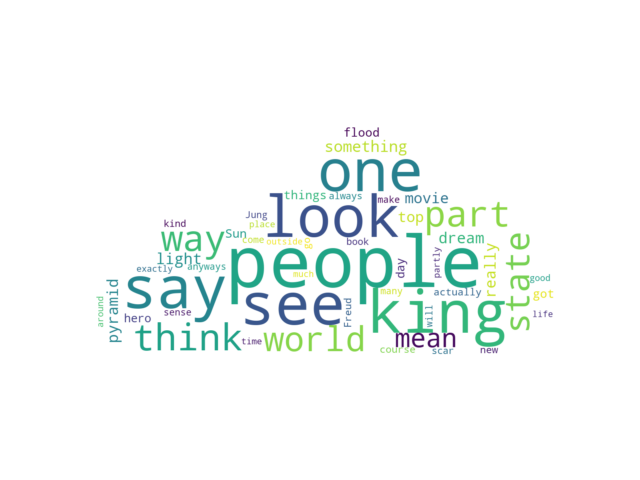 flood
something
one
things always make movie
Jung look top part
kind place
way Sun come outside go book dream
light people day partly really state
exactly anyways much good
pyramid say see many king actually got
around hero sense Freud will life
think time world mean
course scar new